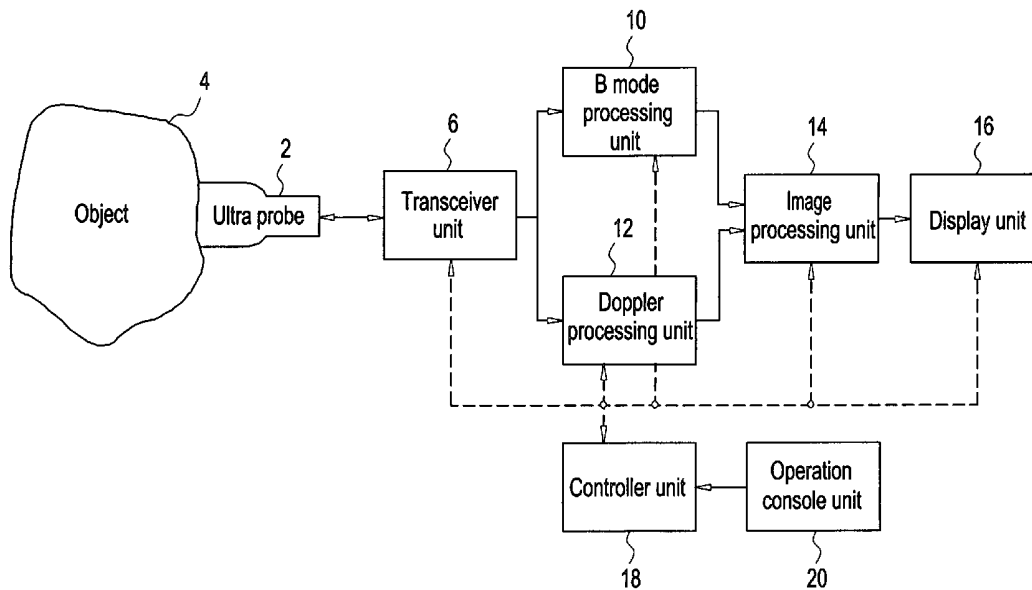 10
4
B mode
processing
unit
2
6
14
16
Object
Ultra probe
Transceiver
unit
12
Image
processing unit
Display unit
Doppler
processing unit
Controller unit
Operation
console unit
18
20